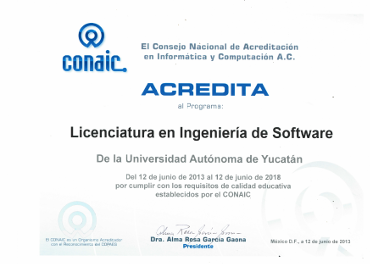 conaic.
El Consejo Nacional de Acreditación
en Informática y Computación A.C.
ACREDITA
al Programa:
Licenciatura en Ingeniería de Software
De la Universidad Autónoma de Yucatán
Del 12 de junio de 2013 al 12 de junio de 2018
por cumplir con los requisitos de calidad educativa
establecidos por el CONAIC
Dra. Alma Rosa García Gaona
Presidente
El CONAIC es un Organismo Acreditador
con el Reconocimiento del COPAES
México D.F., a 12 de junio de 2013